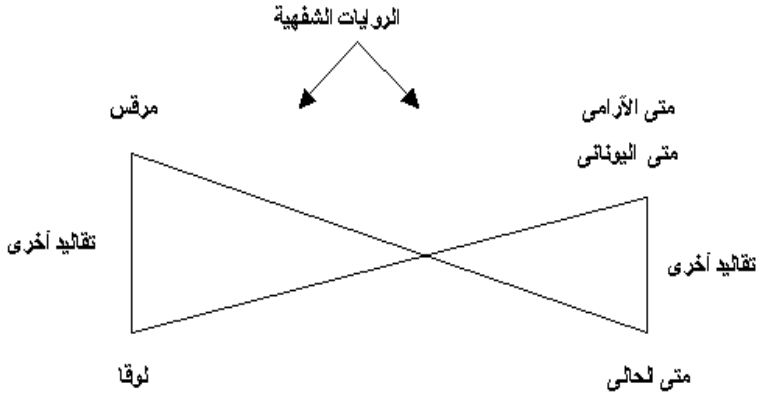 الروايات الشفهية
متى الآرامى
مرقس
متى اليونانى
تقاليد أخرى
تقاليد أخرى
متى الحالى
لوقا